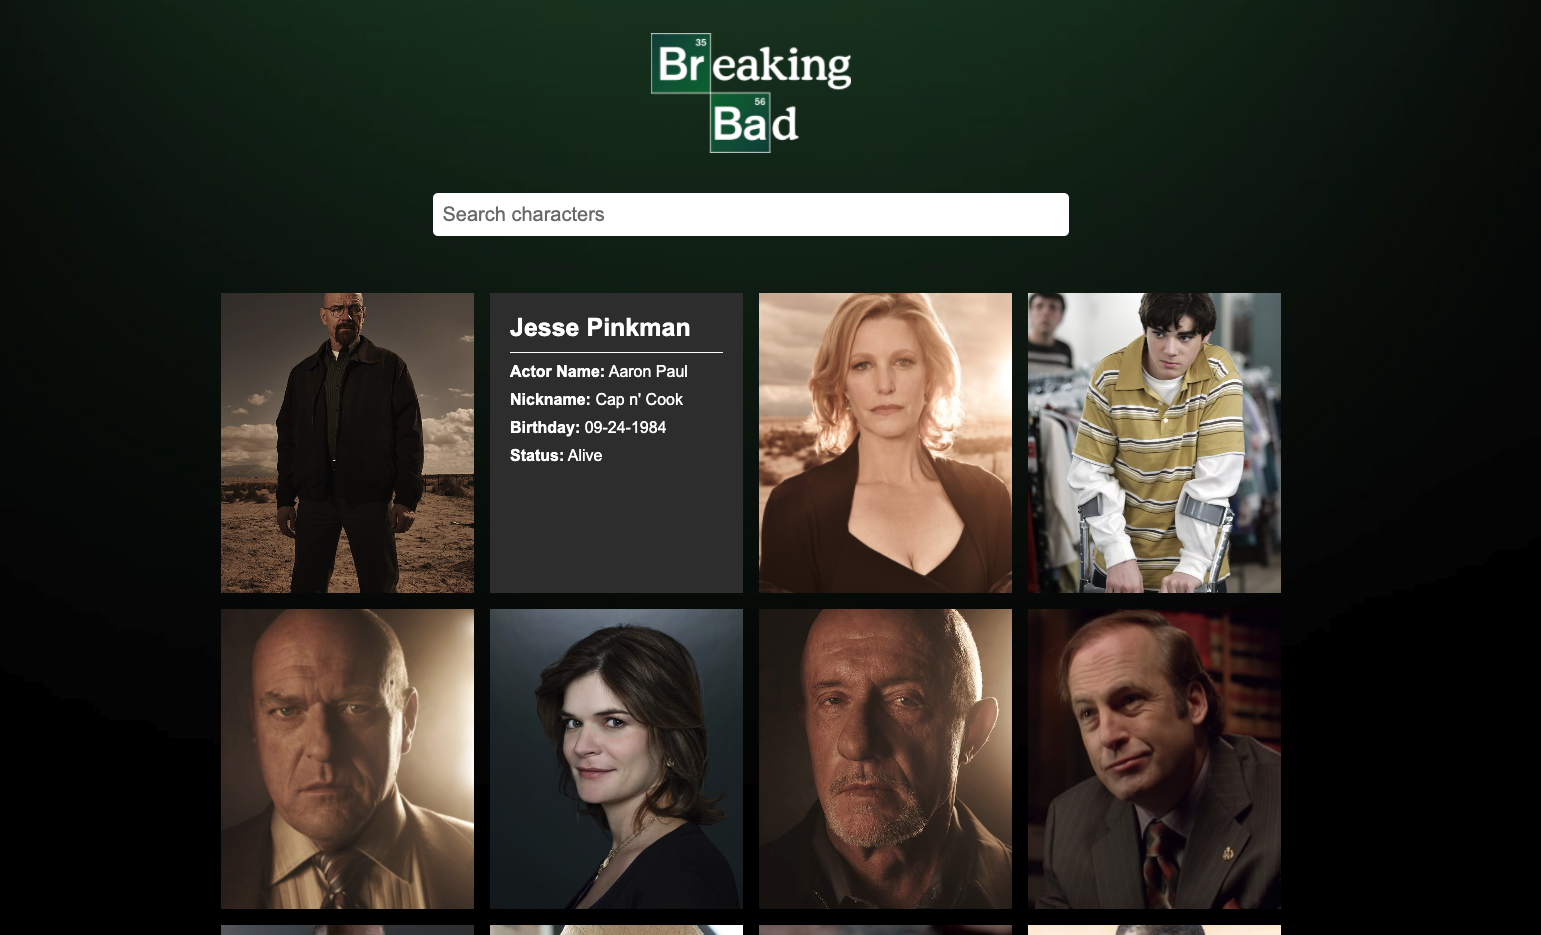 35
Breaking
56
Bad
Search characters
Jesse Pinkman
Actor Name: Aaron Paul
Nickname: Cap n' Cook
Birthday: 09-24-1984
Status: Alive